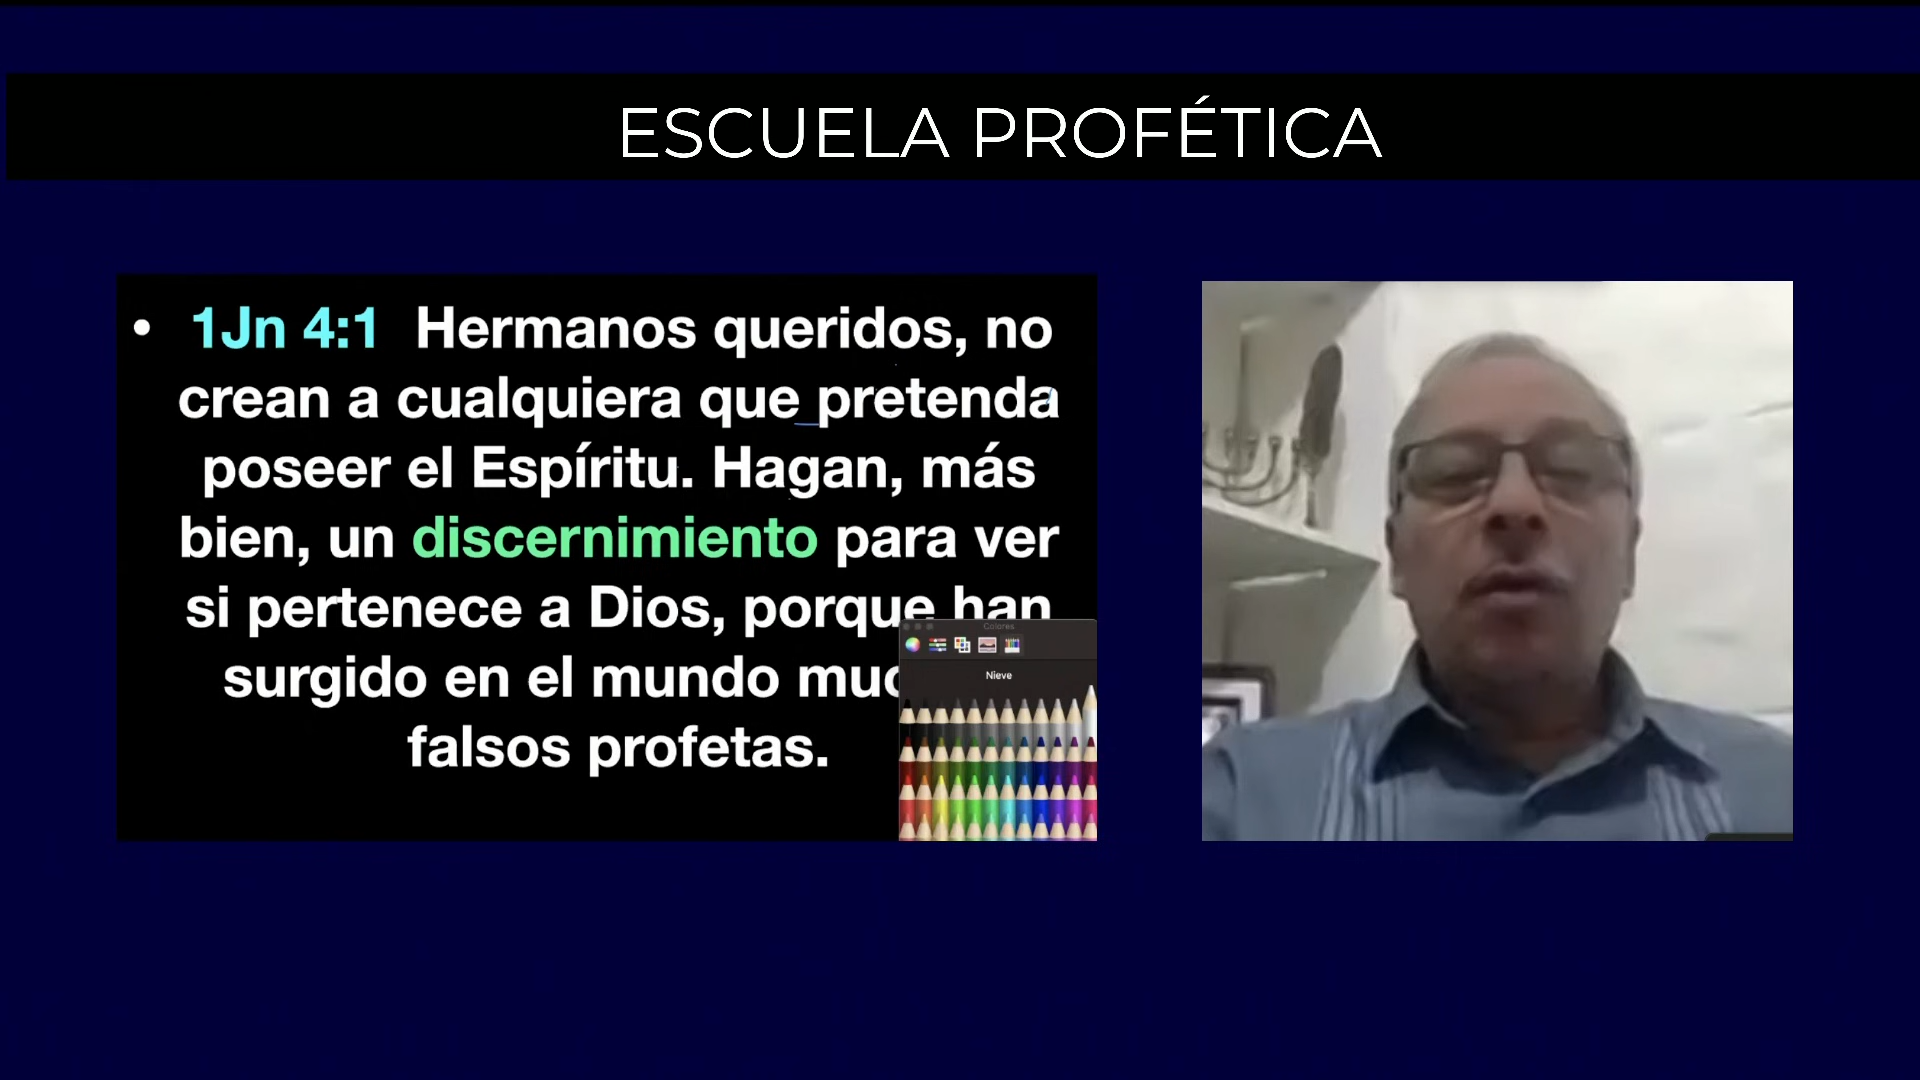 ESCUELA PROFÉTICA
• 1Jn 4:1 Hermanos queridos, no
crean a cualquiera que pretenda
poseer el Espíritu. Hagan, más
bien, un discernimiento para ver
si pertenece a Dios, porque han
surgido en el mundo
falsos profetas.
Colores
Nieve